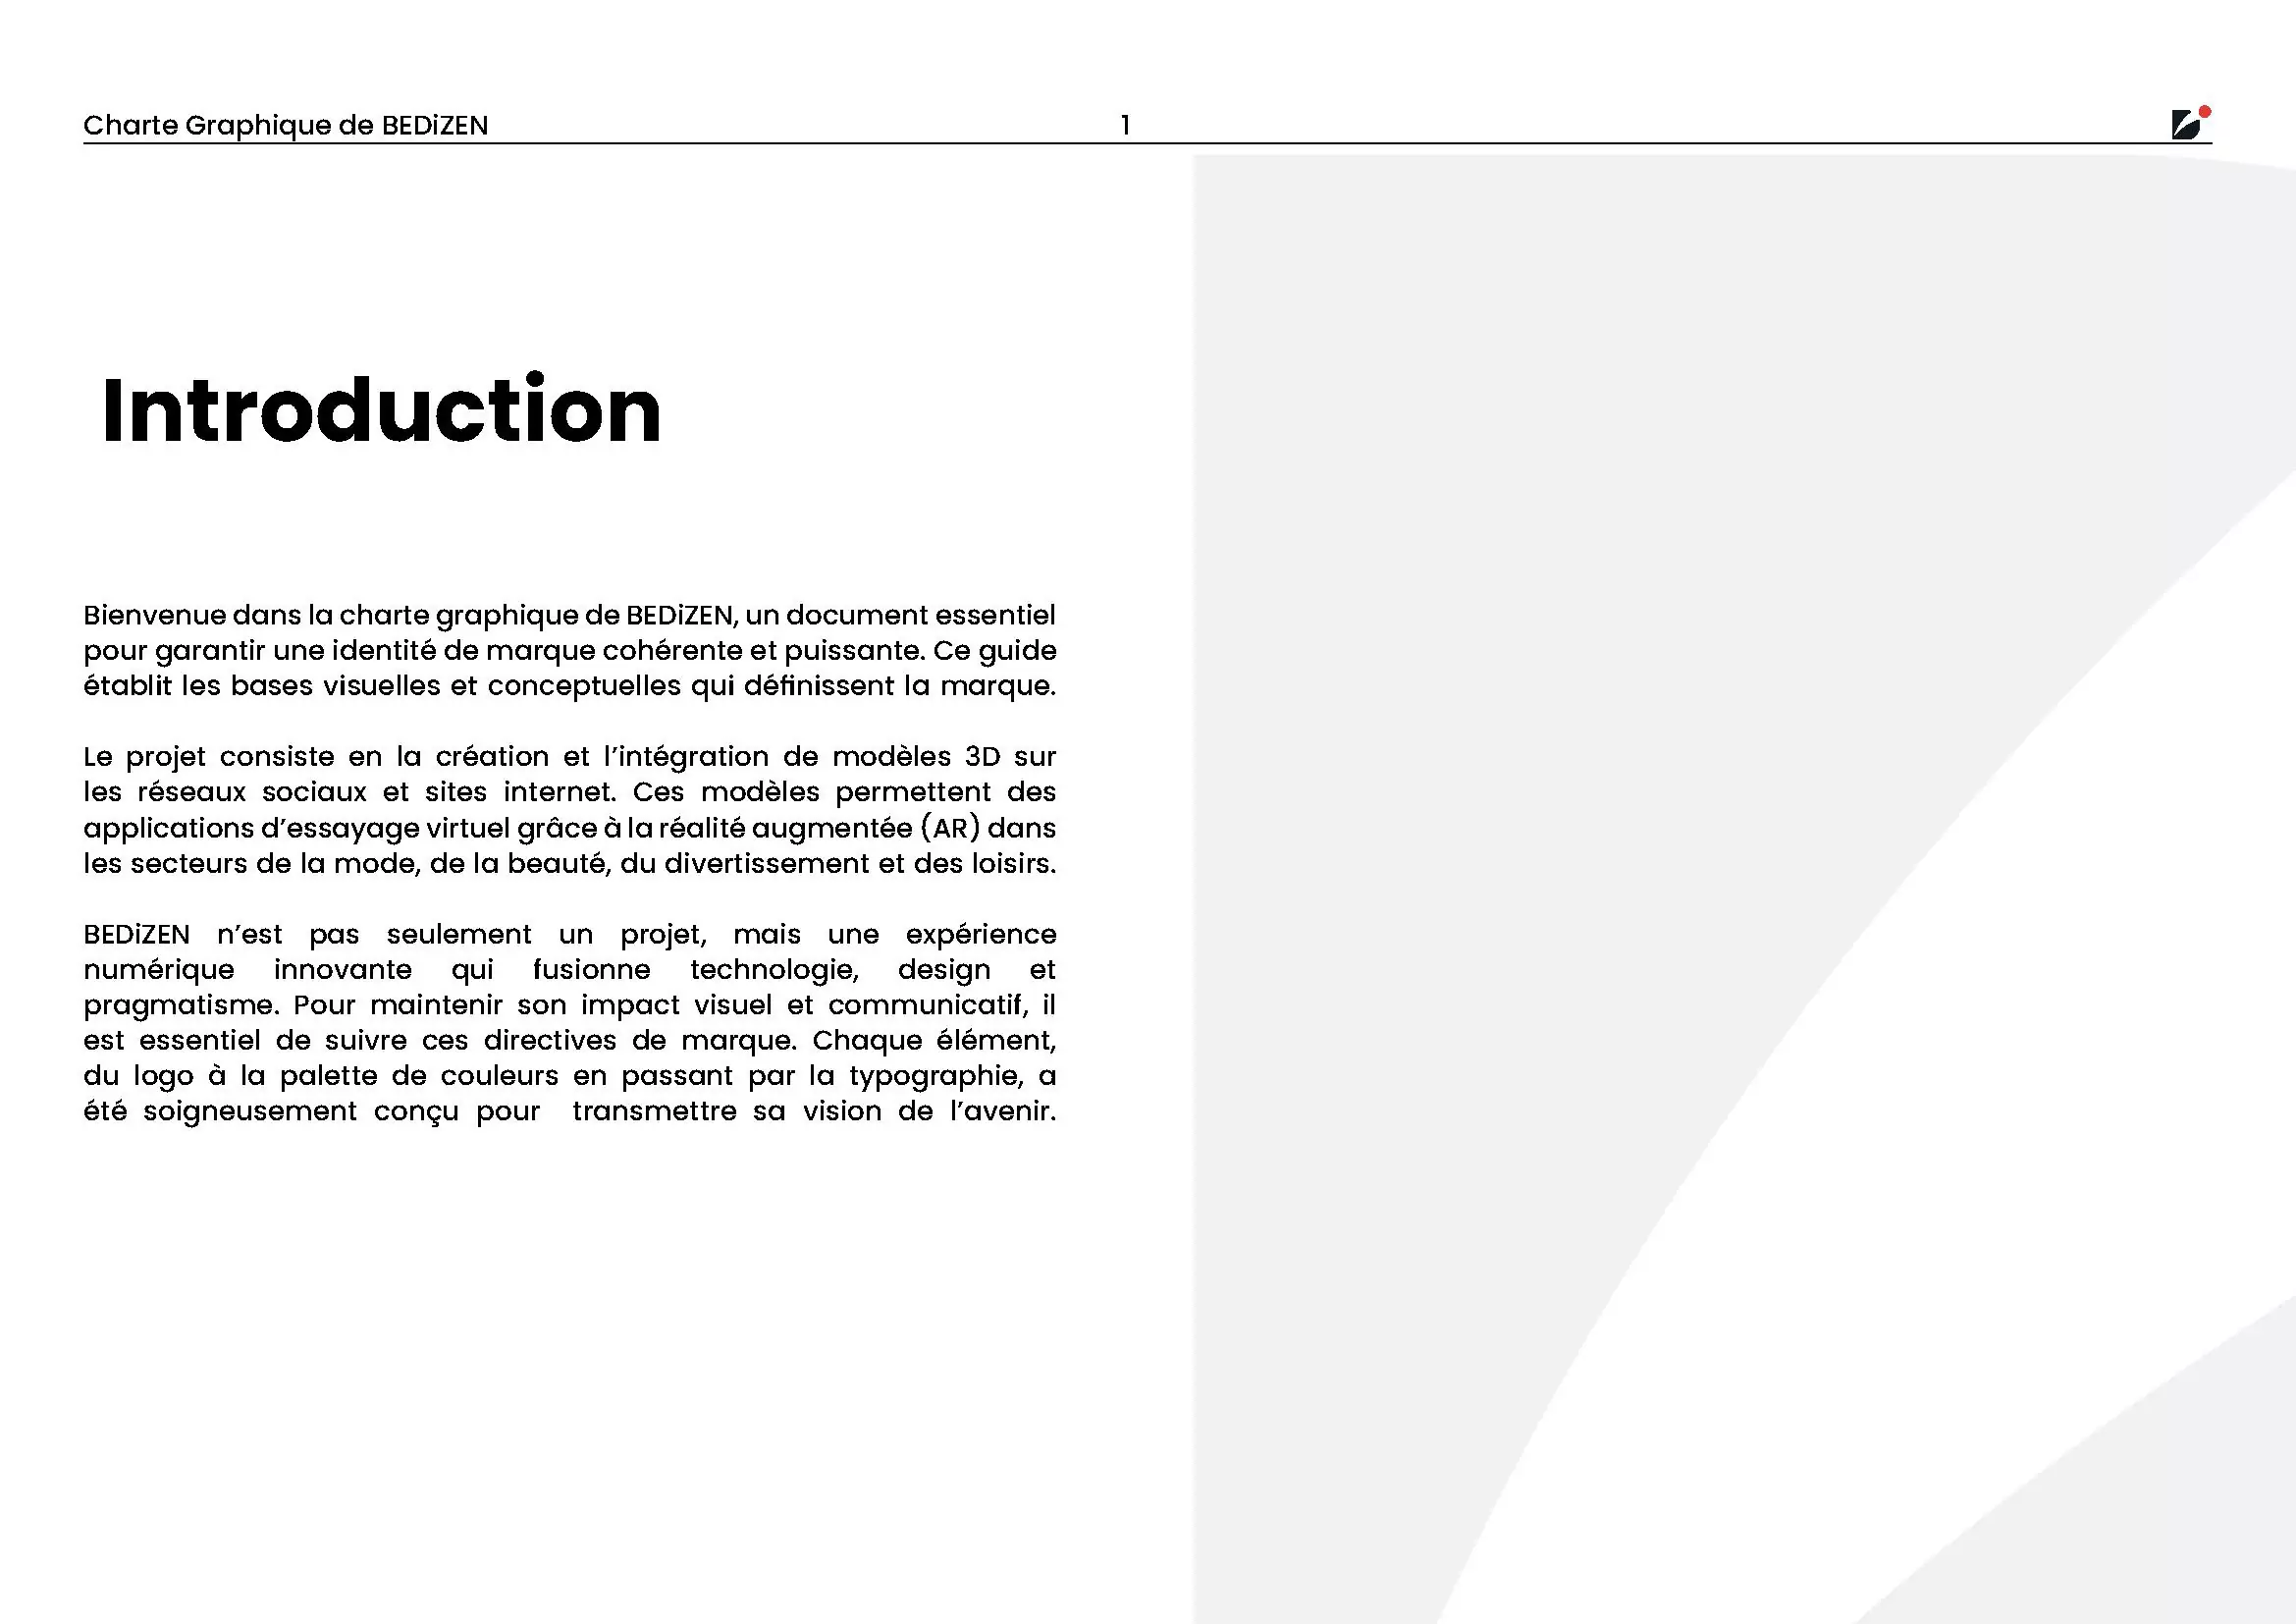 Charte Graphique de BEDiZEN
1
Introduction
Bienvenue dans la charte graphique de BEDiZEN, un document essentiel
pour garantir une identité de marque cohérente et puissante. Ce guide
établit les bases visuelles et conceptuelles qui définissent la marque.
Le projet consiste en la création et l’intégration de modèles 3D sur
les réseaux sociaux et sites internet. Ces modèles permettent des
applications d’essayage virtuel grâce à la réalité augmentée (AR) dans
les secteurs de la mode, de la beauté, du divertissement et des loisirs.
BEDiZEN n’est pas seulement un projet, mais une expérience
numérique innovante qui fusionne technologie, design et
pragmatisme. Pour maintenir son impact visuel et communicatif, il
est essentiel de suivre ces directives de marque. Chaque élément,
du logo à la palette de couleurs en passant par la typographie, a
été soigneusement conçu pour transmettre sa vision de l’avenir.